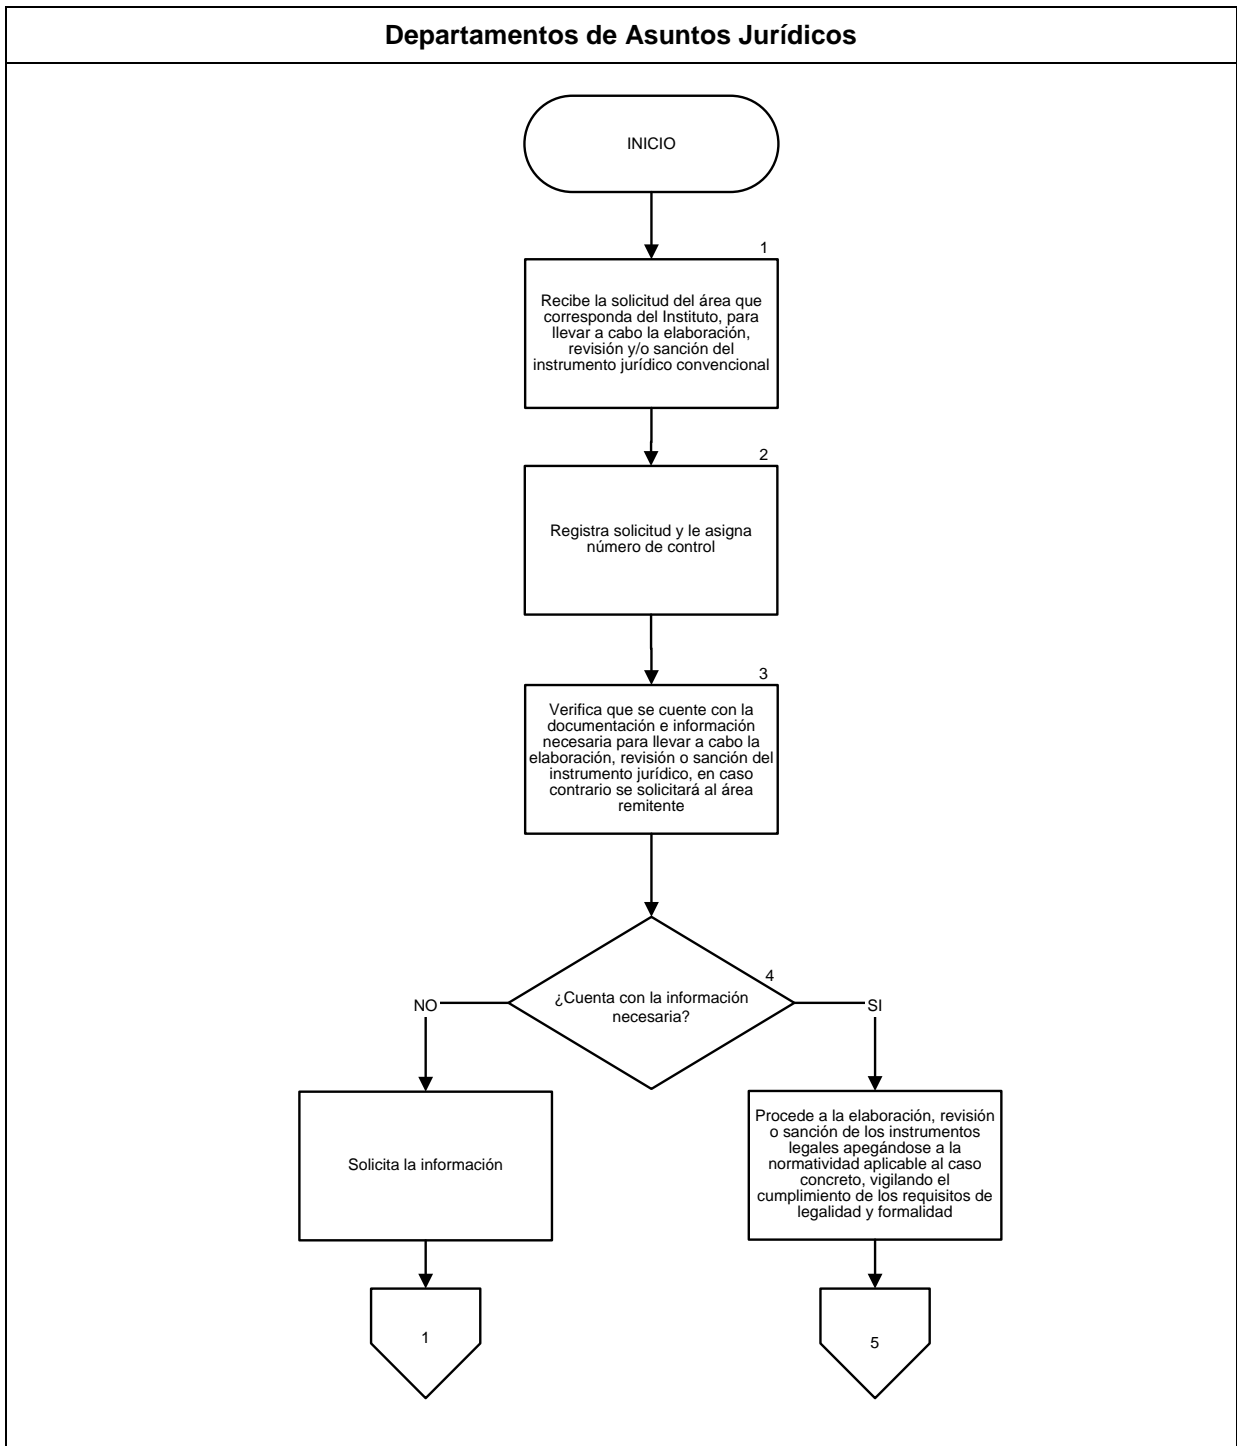 Departamentos de Asuntos Jurídicos
INICIO
1
Recibe la solicitud del área que
corresponda del Instituto, para
llevar a cabo la elaboración,
revisión y/o sanción del
instrumento jurídico convencional
2
Registra solicitud y le asigna
número de control
3
Verifica que se cuente con la
documentación e información
necesaria para llevar a cabo la
elaboración, revisión o sanción del
instrumento jurídico, en caso
contrario se solicitará al área
remitente
4
¿Cuenta con la información
necesaria?
NO
SI
Solicita la información
Procede a la elaboración, revisión
o sanción de los instrumentos
legales apegándose a la
normatividad aplicable al caso
concreto, vigilando el
cumplimiento de los requisitos de
legalidad y formalidad
1
5